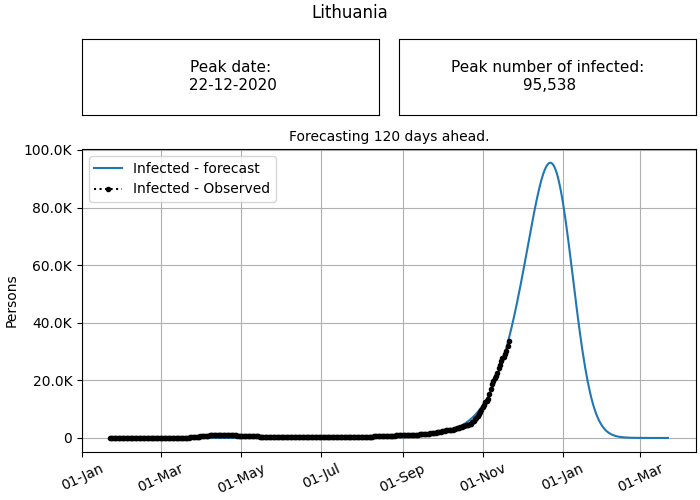 Lithuania
Peak date:
22-12-2020
Peak number of infected:
95,538
Forecasting 120 days ahead.
Infected - forecast
Infected - Observed
100.0K
80.0K
60.0K
40.0K
20.0K
0
Persons
01-Jan
01-Mar
01-May
01-Jul
01-Sep
01-Nov
01-Jan
01-Mar